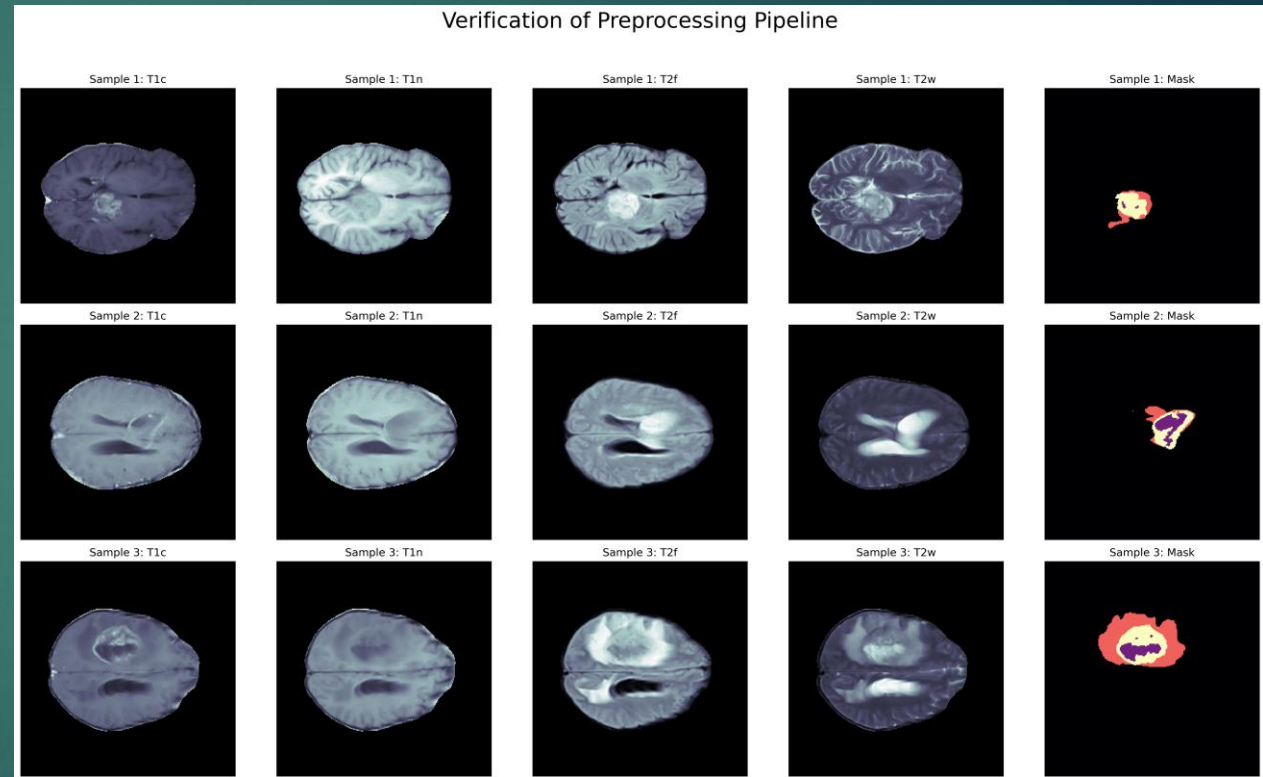 Verification of Preprocessing Pipeline
Sample 1: T1c
Sample 1: T1n
Sample 1: T2f
Sample 1: T2w
Sample 1: Mask
Sample 2: T1c
Sample 2: T1n
Sample 2: T2f
Sample 2: T2w
Sample 2: Mask
Sample 3: T1c
Sample 3: T1n
Sample 3: T2f
Sample 3: T2w
Sample 3: Mask